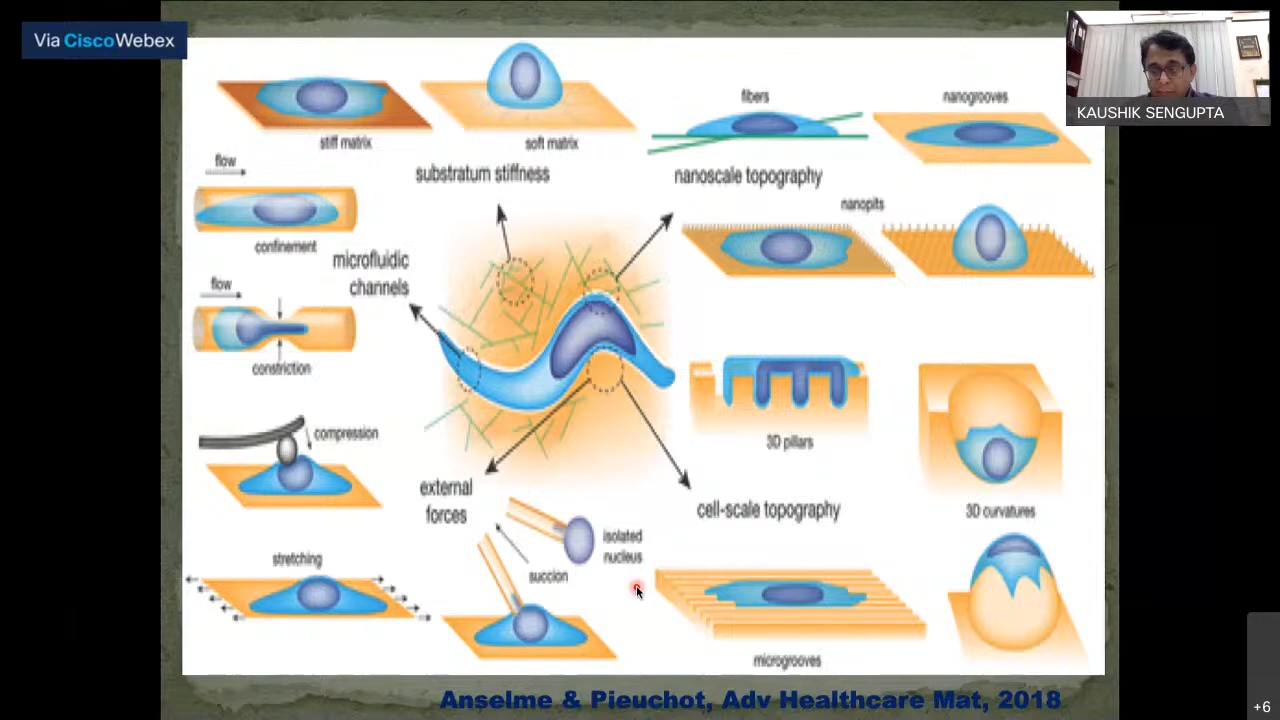 Via CiscoWebex
KAUSHIK SENGUPTA
stiff matrix
soft matrix
substratum stiffness
fibers
nanogrooves
nanoscale topography
nanopits
flow
confinement
microfluidic
channels
flow
constriction
compression
external
forces
stretching
isolated
nucleus
succion
3D pillars
cell-scale topography
3D curvatures
microgrooves
Anselme & Pieuchot, Adv Healthcare Mat, 2018
+6